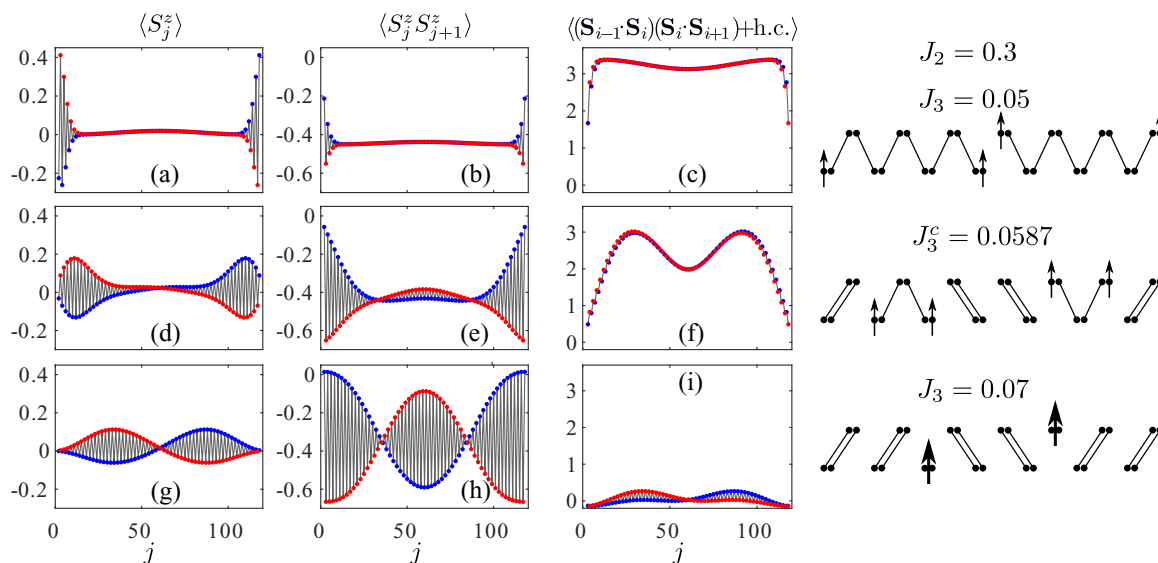 ⟨S_j^z⟩ ⟨S_j^z S_{j+1}^z⟩ ⟨(S_{i−1}·S_i)(S_i·S_{i+1})+h.c.⟩
0.4
0.2
0
-0.2
(a)
0
-0.2
-0.4
-0.6
(b)
3
2
1
0
(c)
J_2 = 0.3
J_3 = 0.05
0.4
0.2
0
-0.2
(d)
0
-0.2
-0.4
-0.6
(e)
3
2
1
0
(f)
J_3^c = 0.0587
0.4
0.2
0
-0.2
(g)
0
-0.2
-0.4
-0.6
(h)
3
2
1
0
(i)
J_3 = 0.07
0 50 100
0 50 100
0 50 100
j j j